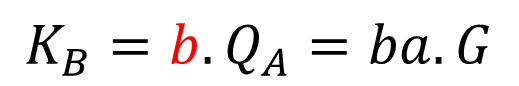 K_B = b. Q_A = ba. G